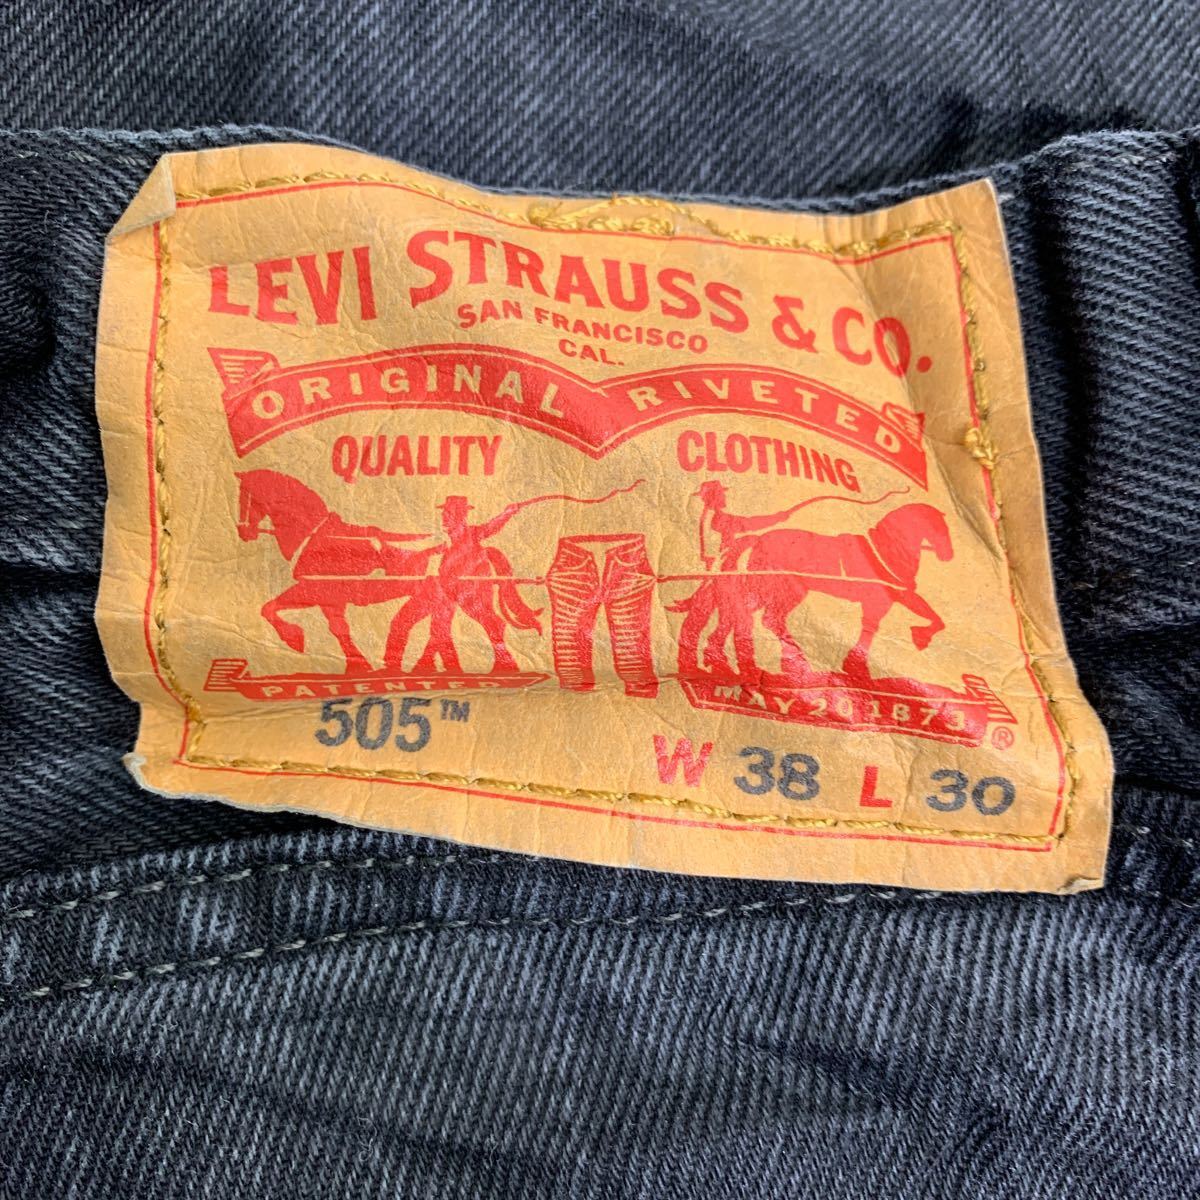 LEVI STRAUSS & CO.
SAN FRANCISCO
CAL.
ORIGINAL RIVETED
QUALITY CLOTHING
PATENTED MAY 20 1873
505™
W 38 L 30 ®